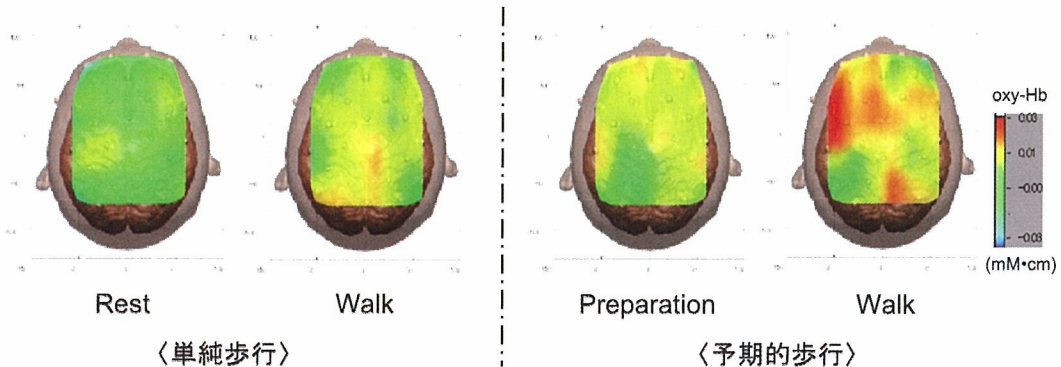 oxy-Hb
0.03
0.01
-0.00
-0.03
(mM•cm)
Rest
Walk
Preparation
Walk
〈単純歩行〉
〈予期的歩行〉